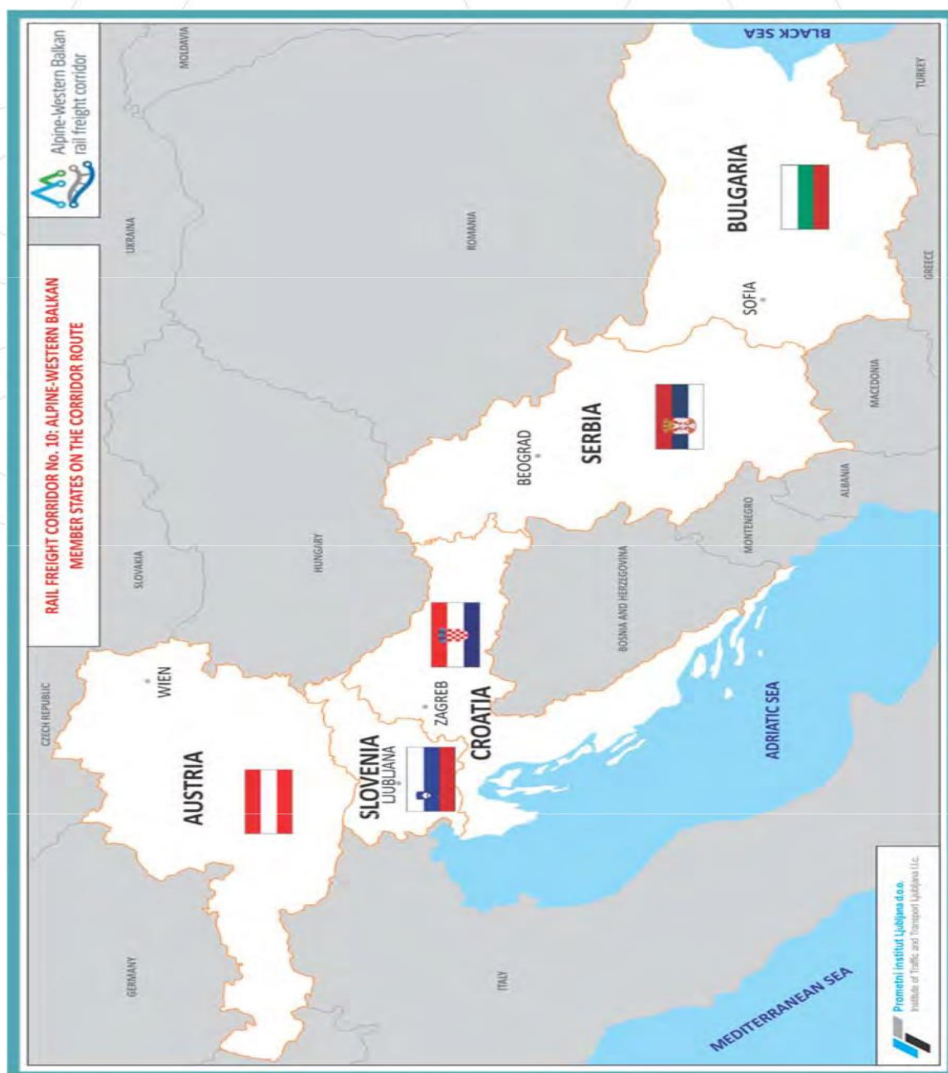 RAIL FREIGHT CORRIDOR No. 10: ALPINE-WESTERN BALKAN
MEMBER STATES ON THE CORRIDOR ROUTE
Alpine-Western Balkan
rail freight corridor
CZECH REPUBLIC
SLOVAKIA
UKRAINE
MOLDAVIA
GERMANY
WIEN
AUSTRIA
HUNGARY
ROMANIA
SLOVENIA
LJUBLJANA
ZAGREB
CROATIA
BEOGRAD
SERBIA
SOFIA
BULGARIA
BLACK SEA
ITALY
BOSNIA AND HERZEGOVINA
MONTENEGRO
ALBANIA
MACEDONIA
GREECE
TURKEY
ADRIATIC SEA
MEDITERRANEAN SEA
Prometni institut Ljubljana d.o.o.
Institute of Traffic and Transport Ljubljana l.l.c.